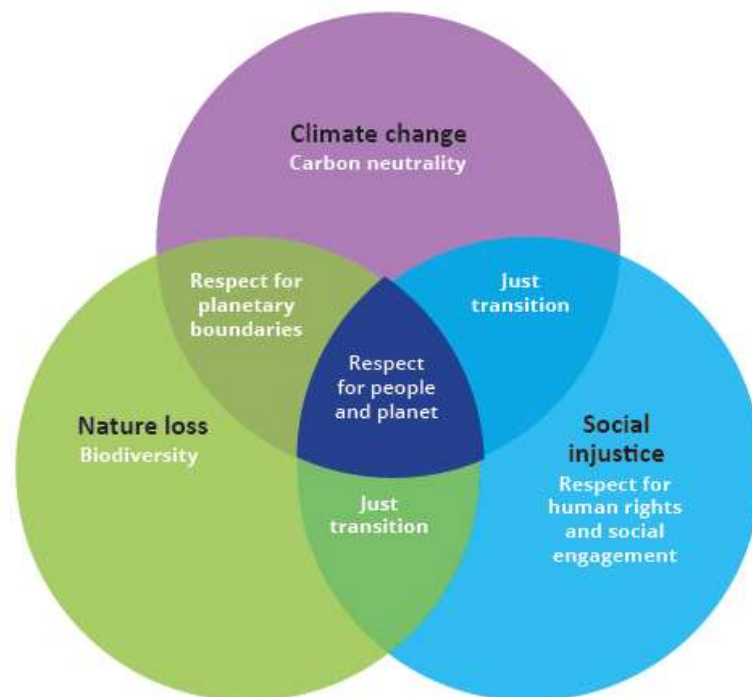 Climate change
Carbon neutrality
Respect for
planetary
boundaries
Just
transition
Respect
for people
and planet
Nature loss
Biodiversity
Social
injustice
Respect for
human rights
and social
engagement
Just
transition